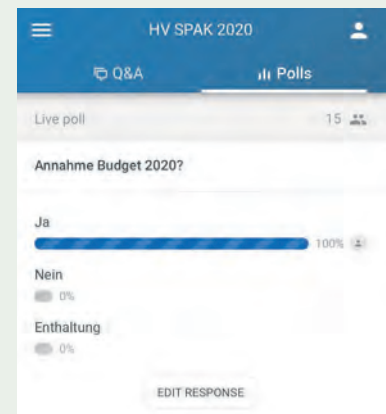 HV SPAK 2020
Q&A Polls
Live poll 15
Annahme Budget 2020?
Ja
100%
Nein
0%
Enthaltung
0%
EDIT RESPONSE